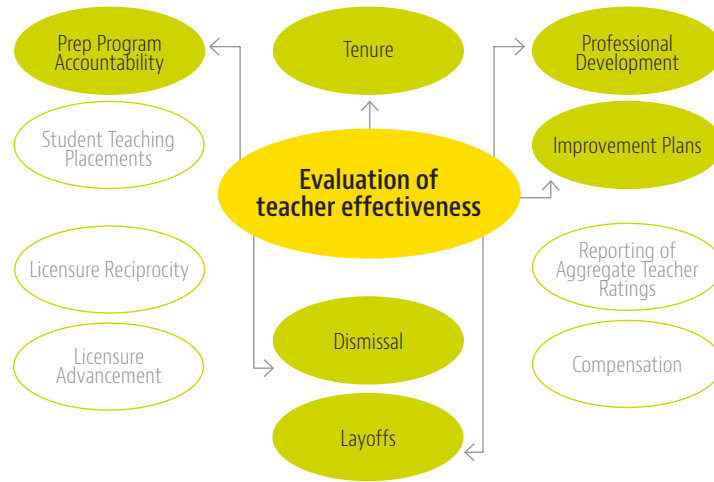 Prep Program
Accountability
Tenure
Professional
Development
Student Teaching
Placements
Improvement Plans
Evaluation of
teacher effectiveness
Licensure Reciprocity
Reporting of
Aggregate Teacher
Ratings
Dismissal
Licensure
Advancement
Compensation
Layoffs